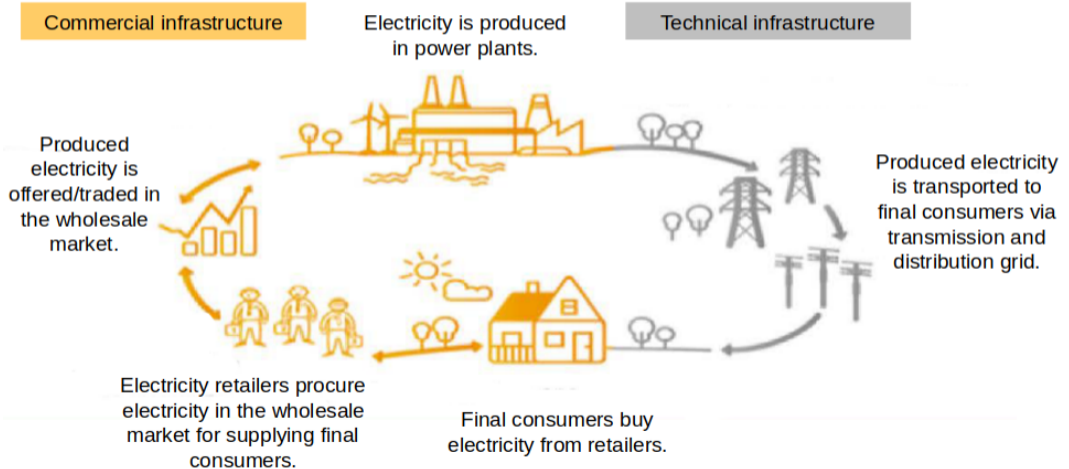 Commercial infrastructure
Electricity is produced
in power plants.
Technical infrastructure
Produced
electricity is
offered/traded in
the wholesale
market.
Produced electricity
is transported to
final consumers via
transmission and
distribution grid.
Electricity retailers procure
electricity in the wholesale
market for supplying final
consumers.
Final consumers buy
electricity from retailers.